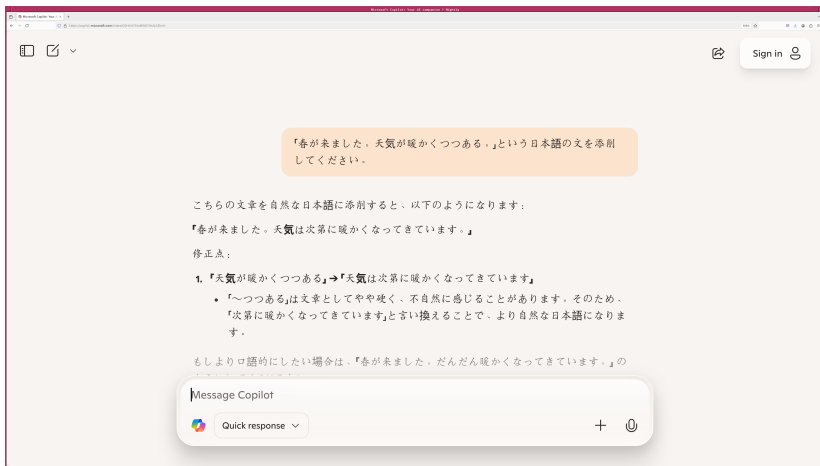 Microsoft Copilot: Your AI companion
Sign in
『春が来ました。天気が暖かくつつある。』という日本語の文を添削
してください。
こちらの文章を自然な日本語に添削すると、以下のようになります：
『春が来ました。天気は次第に暖かくなってきています。』
修正点：
1. 『天気が暖かくつつある』→『天気は次第に暖かくなってきています』
• 「〜つつある」は文章としてやや硬く、不自然に感じることがあります。そのため、
「次第に暖かくなってきています」と言い換えることで、より自然な日本語になりま
す。
もしより口語的にしたい場合は、『春が来ました。だんだん暖かくなってきています。』の
Message Copilot
Quick response